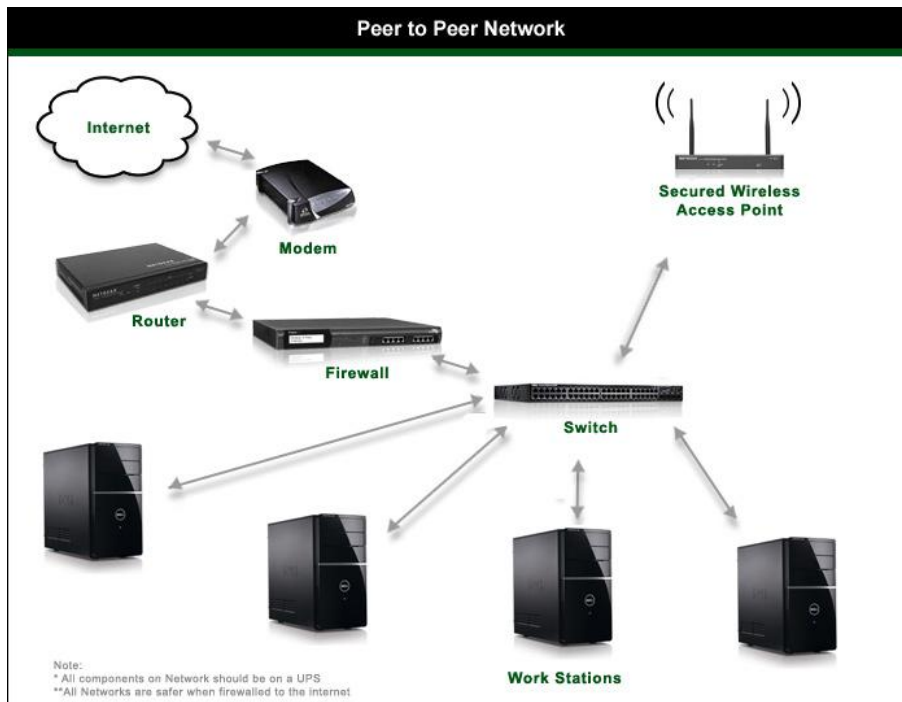 Peer to Peer Network
Internet
Modem
Secured Wireless
Access Point
Router
Firewall
Switch
Work Stations
Note:
* All components on Network should be on a UPS
**All Networks are safer when firewalled to the internet